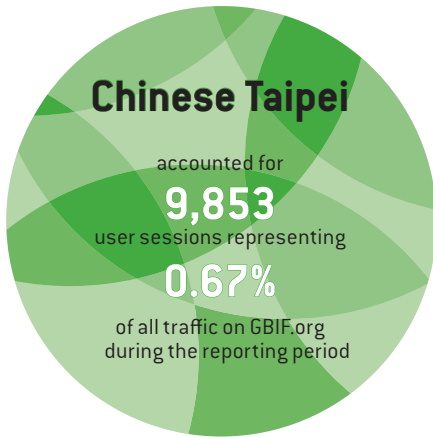 Chinese Taipei
accounted for
9,853
user sessions representing
0.67%
of all traffic on GBIF.org
during the reporting period